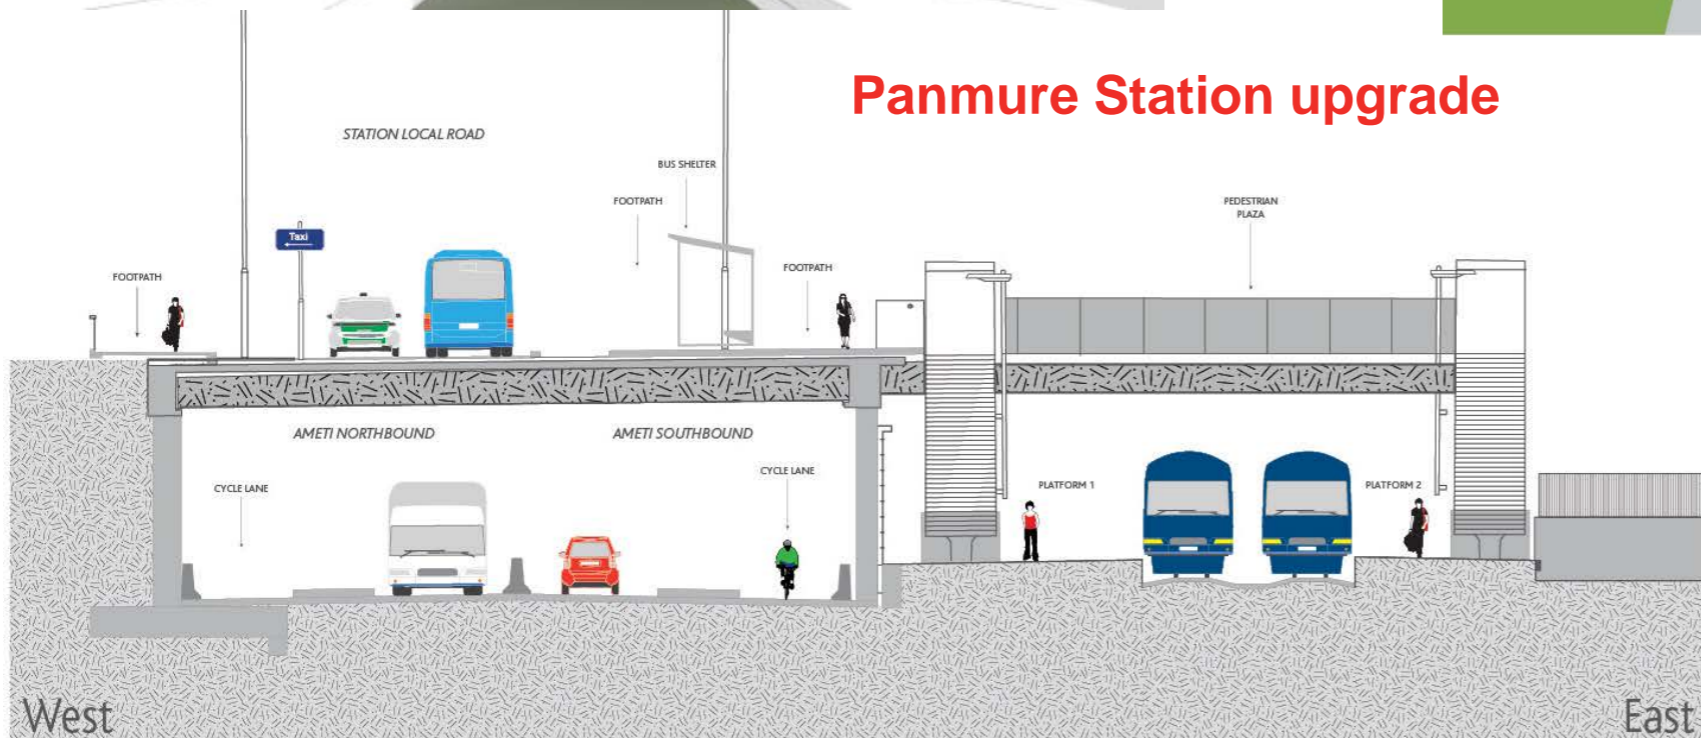 Panmure Station upgrade
STATION LOCAL ROAD
BUS SHELTER
FOOTPATH
PEDESTRIAN
PLAZA
Taxi
FOOTPATH
FOOTPATH
AMETI NORTHBOUND
AMETI SOUTHBOUND
CYCLE LANE
CYCLE LANE
PLATFORM 1
PLATFORM 2
West
East